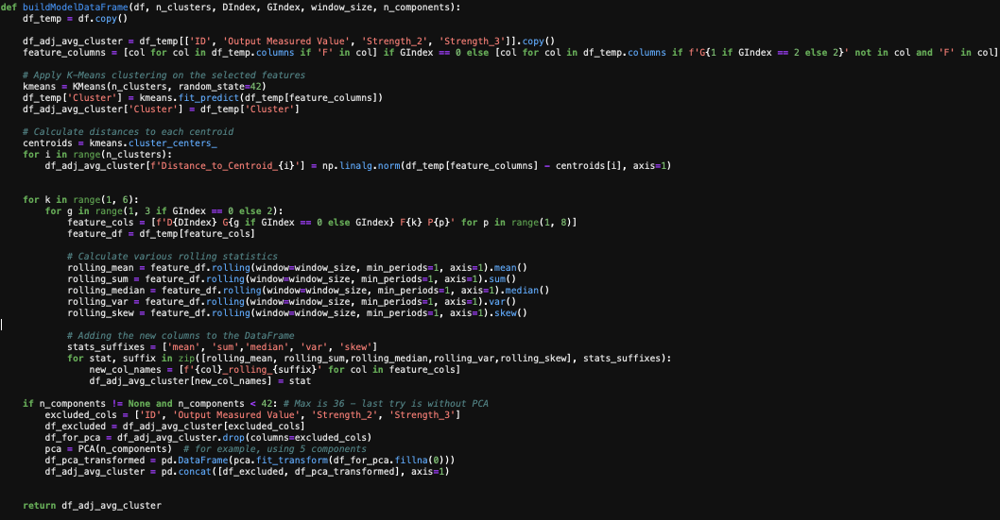 def buildModelDataFrame(df, n_clusters, DIndex, GIndex, window_size, n_components):
    df_temp = df.copy()

    df_adj_avg_cluster = df_temp[['ID', 'Output Measured Value', 'Strength_2', 'Strength_3']].copy()
    feature_columns = [col for col in df_temp.columns if 'F' in col] if GIndex == 0 else [col for col in df_temp.columns if f'G{1 if GIndex == 2 else 2}' not in col and 'F' in col]

    # Apply K-Means clustering on the selected features
    kmeans = KMeans(n_clusters, random_state=42)
    df_temp['Cluster'] = kmeans.fit_predict(df_temp[feature_columns])
    df_adj_avg_cluster['Cluster'] = df_temp['Cluster']

    # Calculate distances to each centroid
    centroids = kmeans.cluster_centers_
    for i in range(n_clusters):
        df_adj_avg_cluster[f'Distance_to_Centroid_{i}'] = np.linalg.norm(df_temp[feature_columns] - centroids[i], axis=1)


    for k in range(1, 6):
        for g in range(1, 3 if GIndex == 0 else 2):
            feature_cols = [f'D{DIndex} G{g if GIndex == 0 else GIndex} F{k} P{p}' for p in range(1, 8)]
            feature_df = df_temp[feature_cols]

            # Calculate various rolling statistics
            rolling_mean = feature_df.rolling(window=window_size, min_periods=1, axis=1).mean()
            rolling_sum = feature_df.rolling(window=window_size, min_periods=1, axis=1).sum()
            rolling_median = feature_df.rolling(window=window_size, min_periods=1, axis=1).median()
            rolling_var = feature_df.rolling(window=window_size, min_periods=1, axis=1).var()
            rolling_skew = feature_df.rolling(window=window_size, min_periods=1, axis=1).skew()

            # Adding the new columns to the DataFrame
            stats_suffixes = ['mean', 'sum','median', 'var', 'skew']
            for stat, suffix in zip([rolling_mean, rolling_sum,rolling_median,rolling_var,rolling_skew], stats_suffixes):
                new_col_names = [f'{col}_rolling_{suffix}' for col in feature_cols]
                df_adj_avg_cluster[new_col_names] = stat

    if n_components != None and n_components < 42: # Max is 36 - last try is without PCA
        excluded_cols = ['ID', 'Output Measured Value', 'Strength_2', 'Strength_3']
        df_excluded = df_adj_avg_cluster[excluded_cols]
        df_for_pca = df_adj_avg_cluster.drop(columns=excluded_cols)
        pca = PCA(n_components)  # for example, using 5 components
        df_pca_transformed = pd.DataFrame(pca.fit_transform(df_for_pca.fillna(0)))
        df_adj_avg_cluster = pd.concat([df_excluded, df_pca_transformed], axis=1)


    return df_adj_avg_cluster